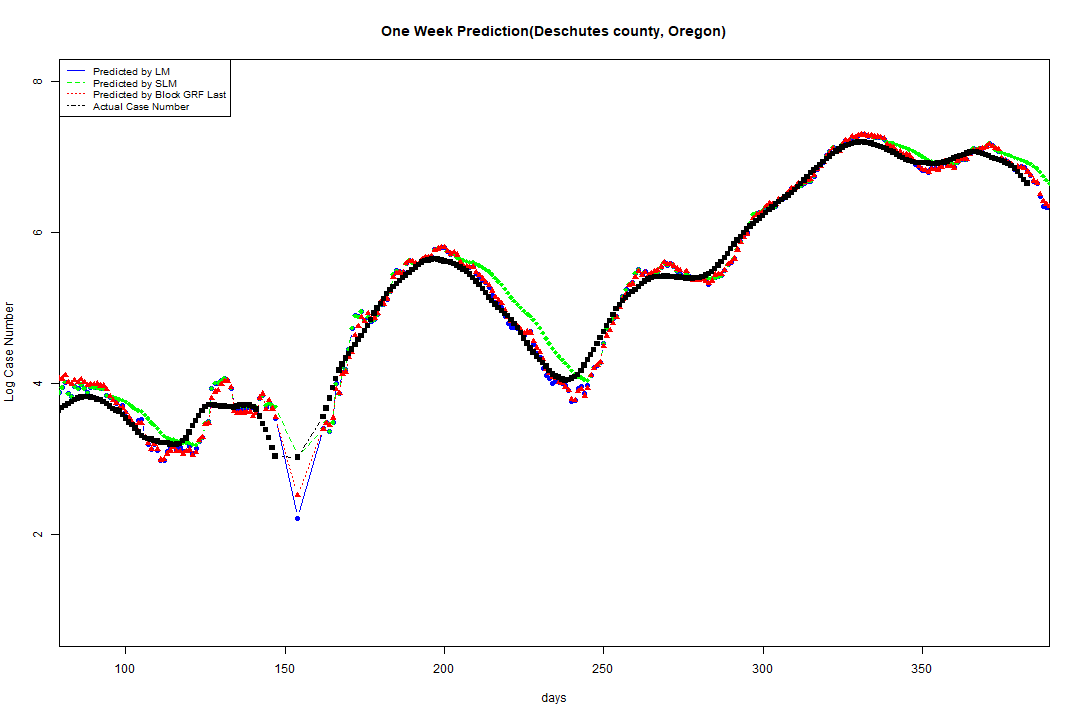 One Week Prediction(Deschutes county, Oregon)
Predicted by LM
Predicted by SLM
Predicted by Block GRF Last
Actual Case Number
8
6
4
2
Log Case Number
100 150 200 250 300 350
days